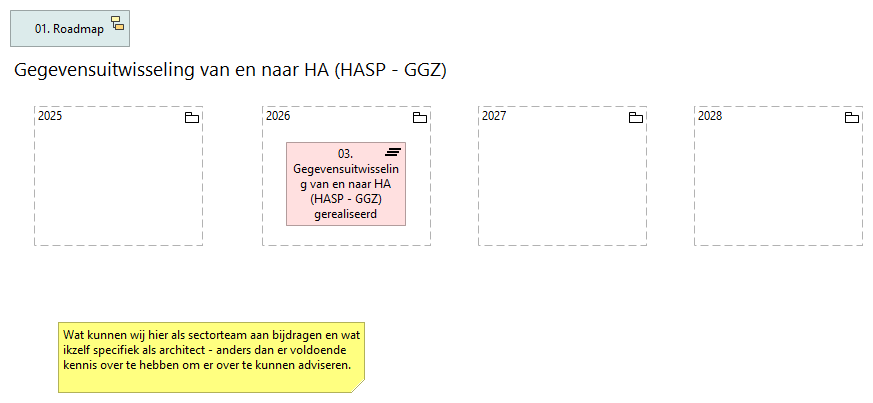 01. Roadmap
Gegevensuitwisseling van en naar HA (HASP - GGZ)
2025
2026
2027
2028
03.
Gegevensuitwisselin
g van en naar HA
(HASP - GGZ)
gerealiseerd
Wat kunnen wij hier als sectorteam aan bijdragen en wat
ikzelf specifiek als architect - anders dan er voldoende
kennis over te hebben om er over te kunnen adviseren.